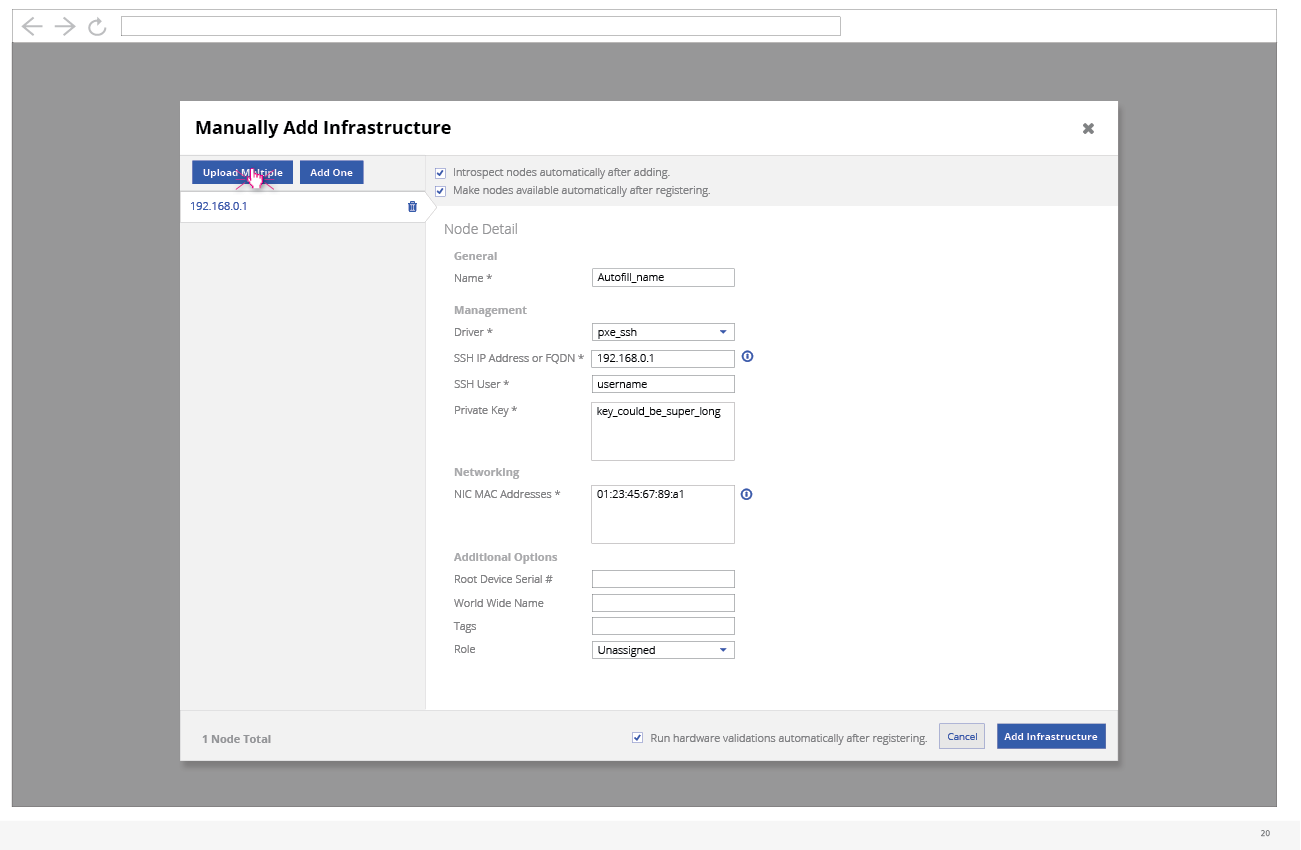 Manually Add Infrastructure
Upload Multiple
Add One
Introspect nodes automatically after adding.
Make nodes available automatically after registering.
192.168.0.1
Node Detail
General
Name *
Autofill_name
Management
Driver *
pxe_ssh
SSH IP Address or FQDN *
192.168.0.1
SSH User *
username
Private Key *
key_could_be_super_long
Networking
NIC MAC Addresses *
01:23:45:67:89:a1
Additional Options
Root Device Serial #
World Wide Name
Tags
Role
Unassigned
1 Node Total
Run hardware validations automatically after registering.
Cancel
Add Infrastructure
20